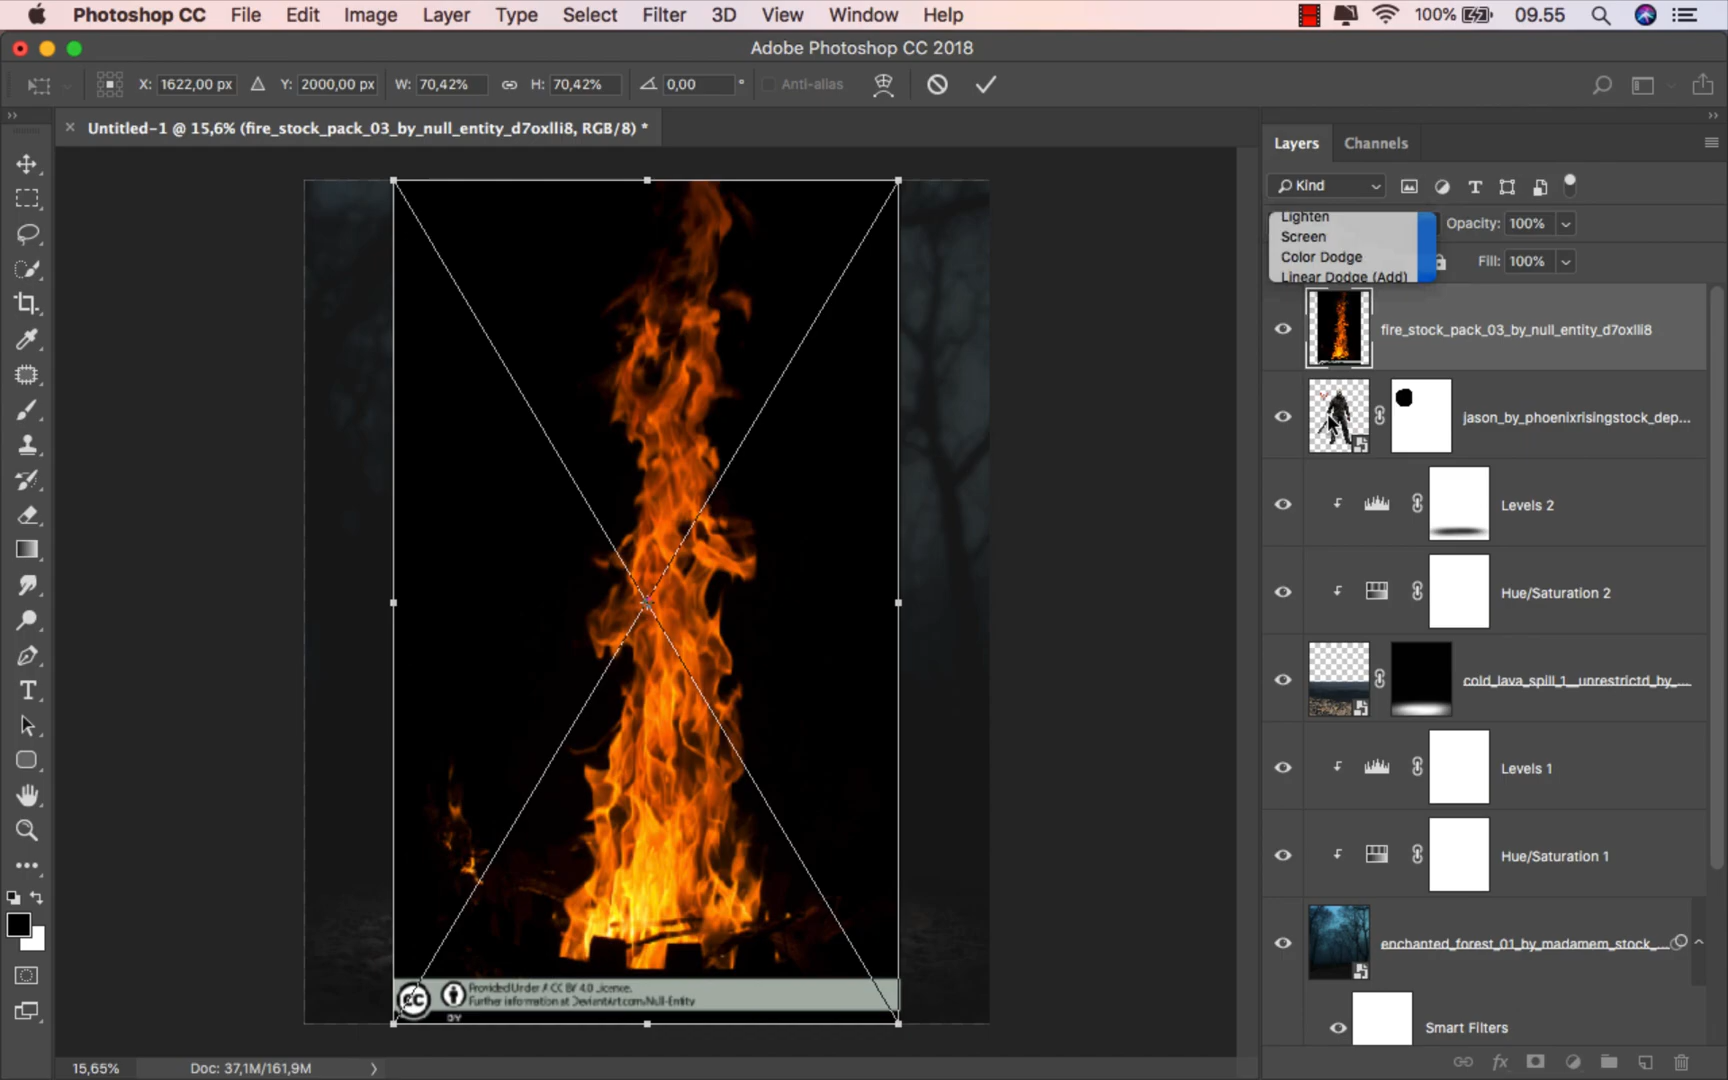 Photoshop CC File Edit Image Layer Type Select Filter 3D View Window Help 100% 09.55
Adobe Photoshop CC 2018
X: 1622,00 px Y: 2000,00 px W: 70,42% H: 70,42% 0,00 ° Anti-alias
Untitled-1 @ 15,6% (fire_stock_pack_03_by_null_entity_d7oxlli8, RGB/8) *
Layers Channels
Kind
Lighten
Screen
Color Dodge
Linear Dodge (Add)
Opacity: 100%
Fill: 100%
fire_stock_pack_03_by_null_entity_d7oxlli8
jason_by_phoenixrisingstock_dep...
Levels 2
Hue/Saturation 2
cold_lava_spill_1__unrestrictd_by_...
Levels 1
Hue/Saturation 1
enchanted_forest_01_by_madamem_stock_...
Smart Filters
CC
BY
Provided Under A CC BY 4.0 License.
Further information at DeviantArt.com/Null-Entity
15,65% Doc: 37,1M/161,9M